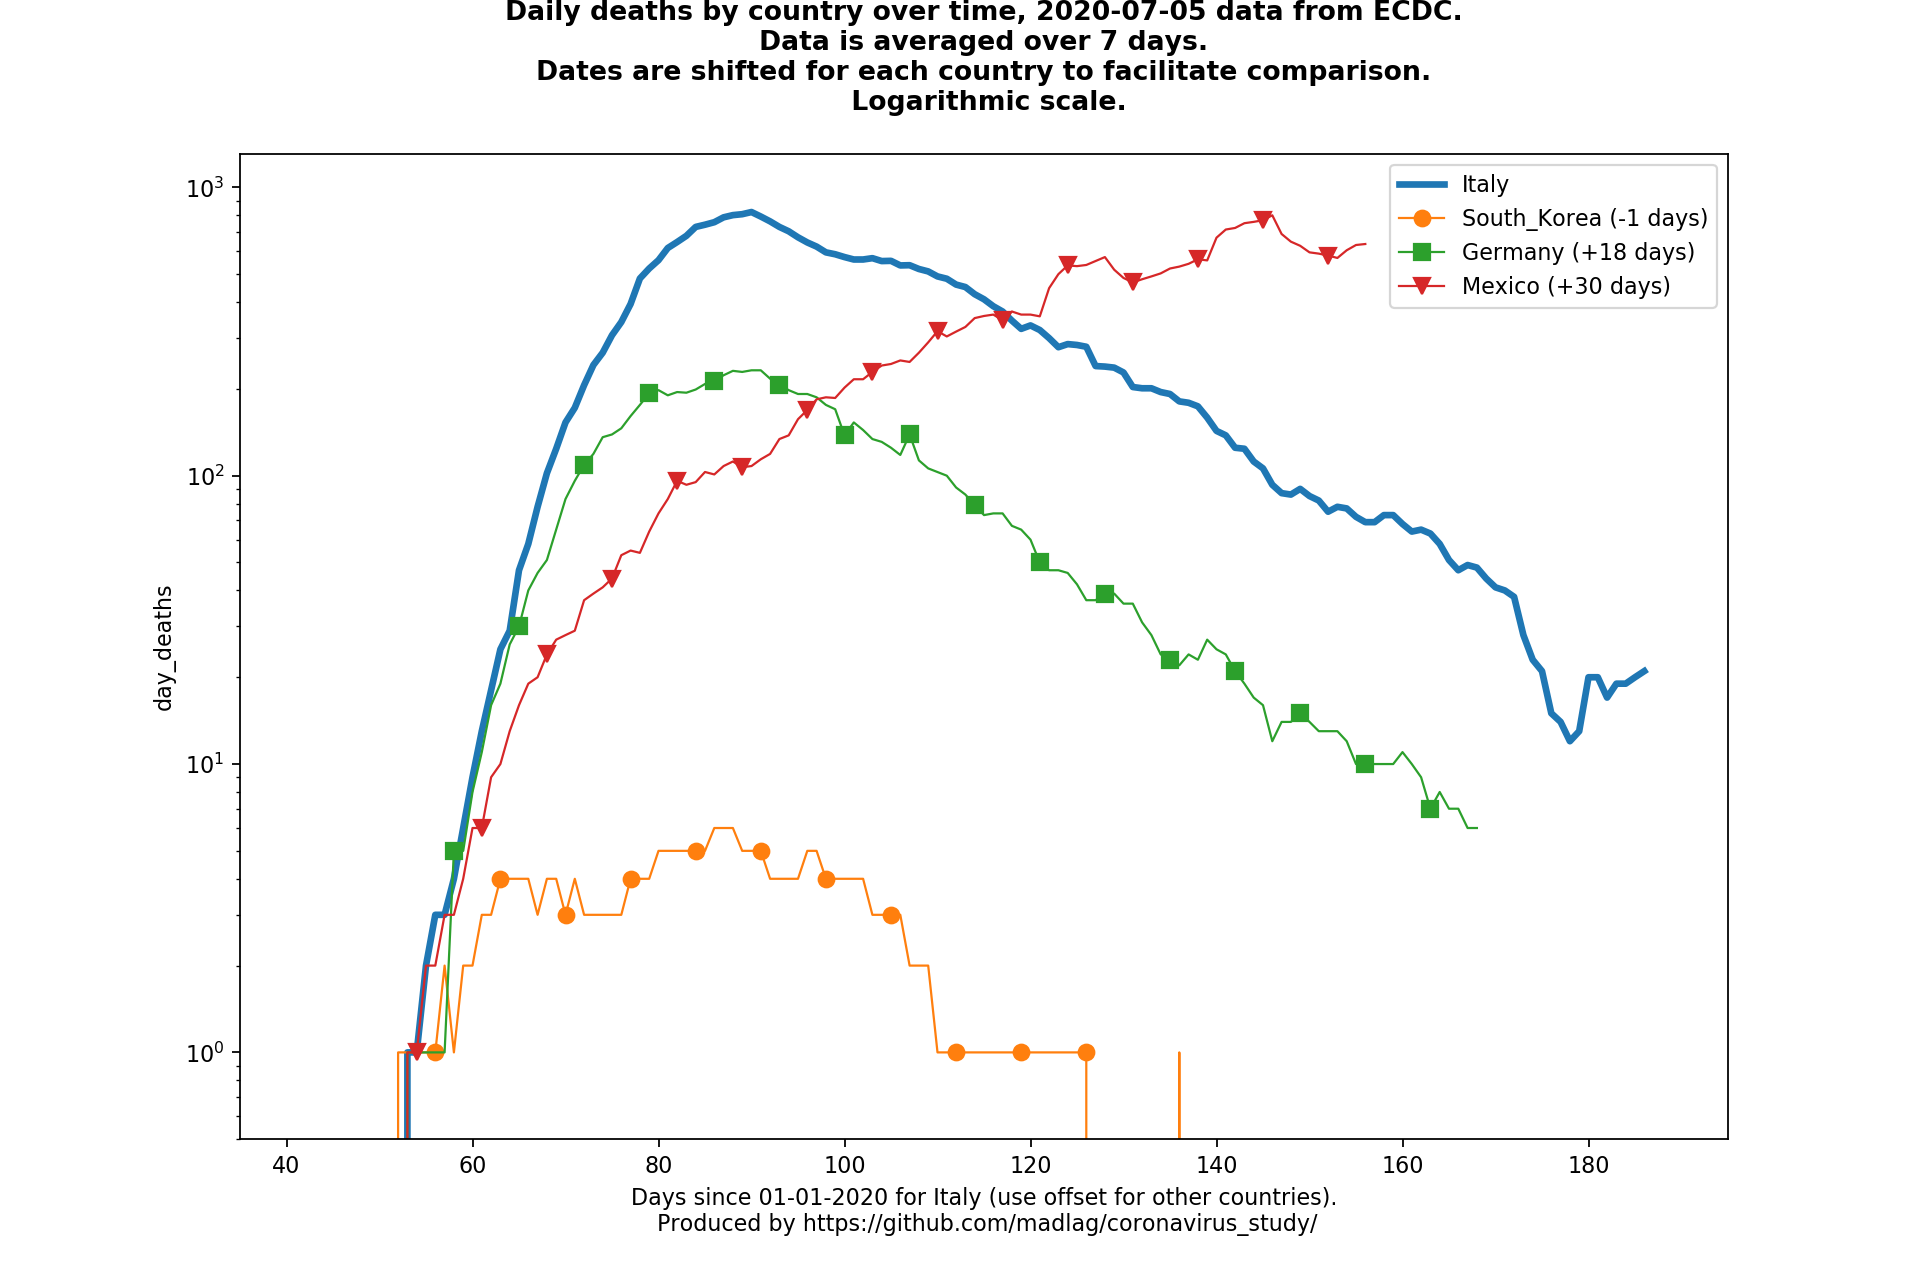 Daily deaths by country over time, 2020-07-05 data from ECDC.
Data is averaged over 7 days.
Dates are shifted for each country to facilitate comparison.
Logarithmic scale.
10³
10²
10¹
10⁰
day_deaths
Italy
South_Korea (-1 days)
Germany (+18 days)
Mexico (+30 days)
40 60 80 100 120 140 160 180
Days since 01-01-2020 for Italy (use offset for other countries).
Produced by https://github.com/madlag/coronavirus_study/